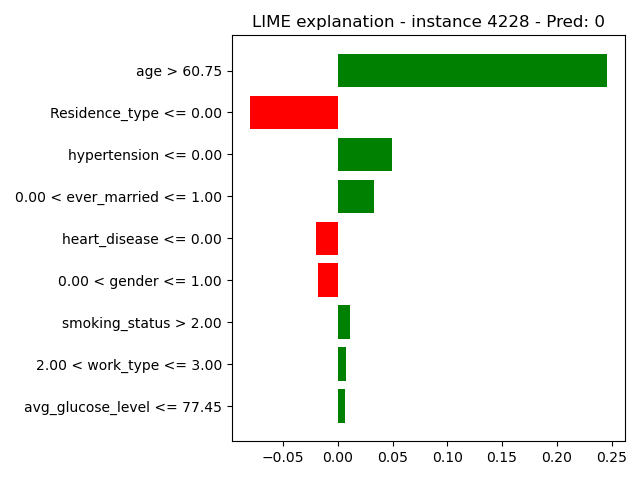 LIME explanation - instance 4228 - Pred: 0
age > 60.75
Residence_type <= 0.00
hypertension <= 0.00
0.00 < ever_married <= 1.00
heart_disease <= 0.00
0.00 < gender <= 1.00
smoking_status > 2.00
2.00 < work_type <= 3.00
avg_glucose_level <= 77.45
−0.05 0.00 0.05 0.10 0.15 0.20 0.25